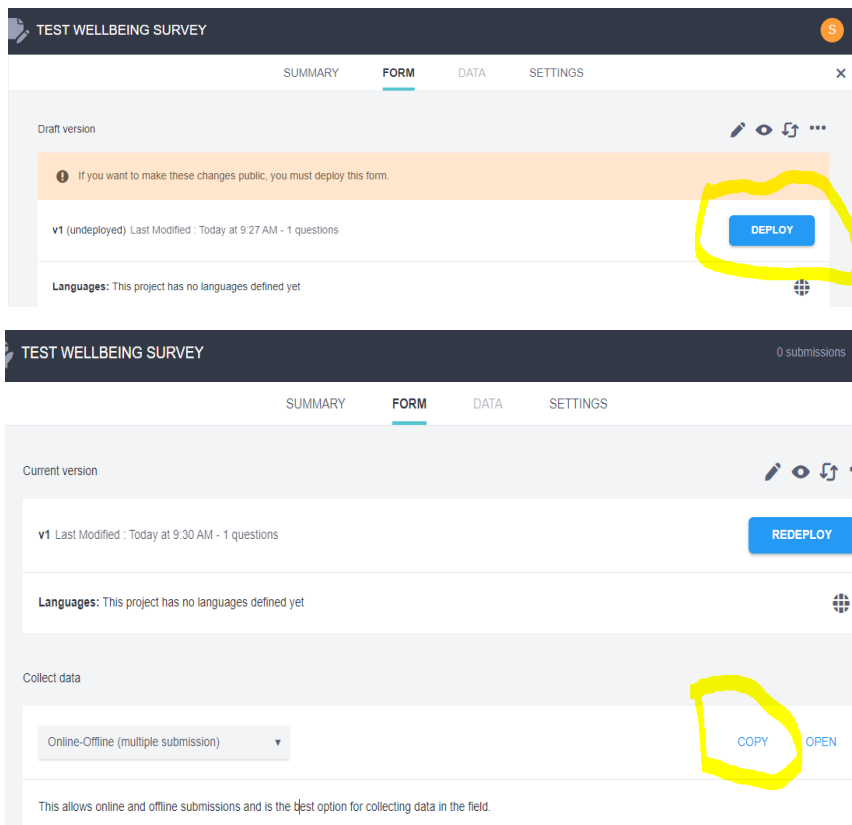 TEST WELLBEING SURVEY S
SUMMARY FORM DATA SETTINGS
Draft version
If you want to make these changes public, you must deploy this form.
v1 (undeployed) Last Modified : Today at 9:27 AM - 1 questions DEPLOY
Languages: This project has no languages defined yet
TEST WELLBEING SURVEY 0 submissions
SUMMARY FORM DATA SETTINGS
Current version
v1 Last Modified : Today at 9:30 AM - 1 questions REDEPLOY
Languages: This project has no languages defined yet
Collect data
Online-Offline (multiple submission) COPY OPEN
This allows online and offline submissions and is the best option for collecting data in the field.